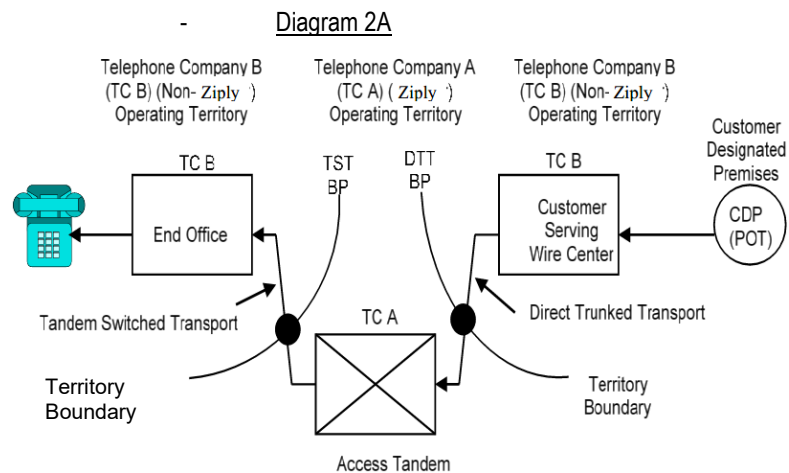 - Diagram 2A
Telephone Company B
(TC B) (Non- Ziply )
Operating Territory
Telephone Company A
(TC A) ( Ziply )
Operating Territory
Telephone Company B
(TC B) (Non- Ziply )
Operating Territory
Customer
Designated
Premises
TC B
TST
BP
DTT
BP
TC B
End Office
Customer
Serving
Wire Center
CDP
(POT)
Tandem Switched Transport
TC A
Direct Trunked Transport
Territory
Boundary
Territory
Boundary
Access Tandem